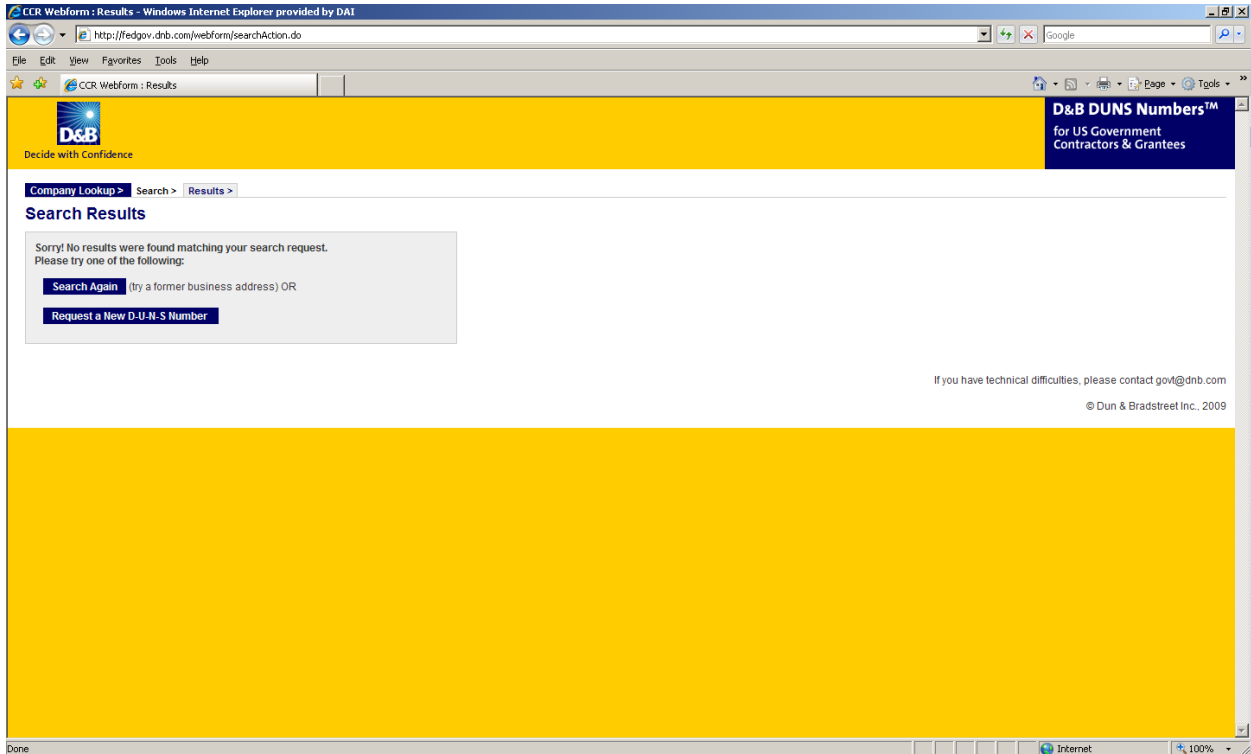 CCR Webform : Results - Windows Internet Explorer provided by DAI
http://fedgov.dnb.com/webform/searchAction.do
Google
File Edit View Favorites Tools Help
CCR Webform : Results
Page Tools
D&B
Decide with Confidence
D&B DUNS Numbers™
for US Government
Contractors & Grantees
Company Lookup > Search > Results >
Search Results
Sorry! No results were found matching your search request.
Please try one of the following:
Search Again (try a former business address) OR
Request a New D-U-N-S Number
If you have technical difficulties, please contact govt@dnb.com
© Dun & Bradstreet Inc., 2009
Done Internet 100%